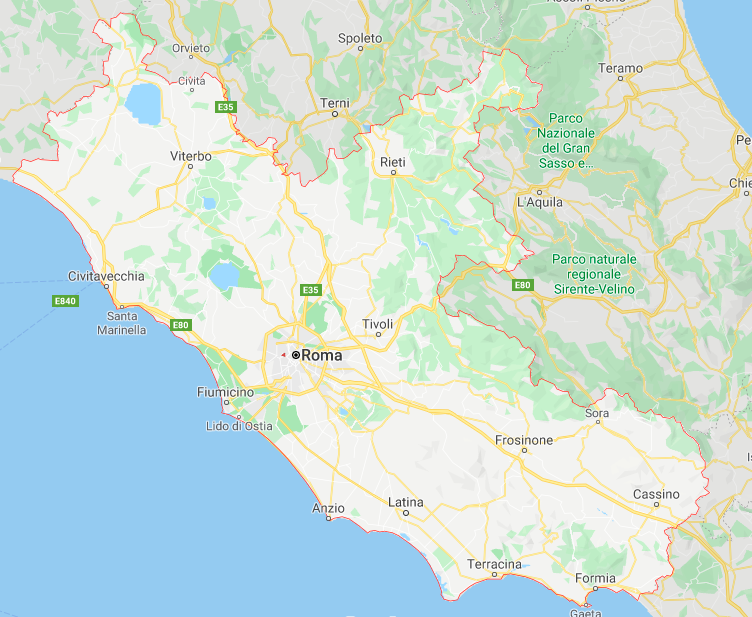 Spoleto
Orvieto
Teramo
Civita
E35
Terni
Parco
Nazionale
del Gran
Sasso e...
Viterbo
Rieti
L'Aquila
Civitavecchia
Parco naturale
regionale
Sirente-Velino
E80
E35
E840
Santa
Marinella
E80
Tivoli
Roma
Fiumicino
Lido di Ostia
Sora
Frosinone
Cassino
Anzio
Latina
Terracina
Formia
Gaeta